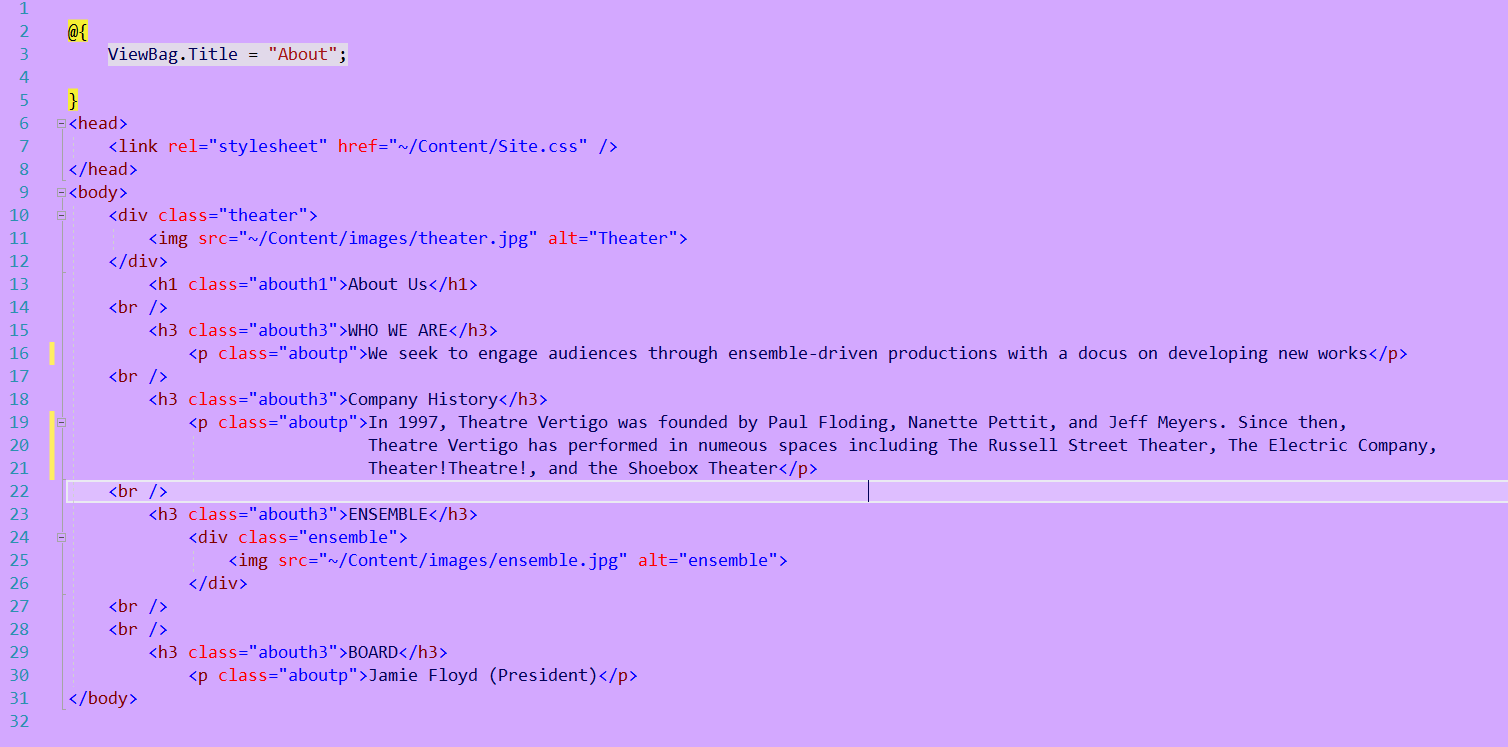 1
2 @{
3 ViewBag.Title = "About";
4
5 }
6 <head>
7 <link rel="stylesheet" href="~/Content/Site.css" />
8 </head>
9 <body>
10 <div class="theater">
11 <img src="~/Content/images/theater.jpg" alt="Theater">
12 </div>
13 <h1 class="abouth1">About Us</h1>
14 <br />
15 <h3 class="abouth3">WHO WE ARE</h3>
16 <p class="aboutp">We seek to engage audiences through ensemble-driven productions with a docus on developing new works</p>
17 <br />
18 <h3 class="abouth3">Company History</h3>
19 <p class="aboutp">In 1997, Theatre Vertigo was founded by Paul Floding, Nanette Pettit, and Jeff Meyers. Since then,
20 Theatre Vertigo has performed in numeous spaces including The Russell Street Theater, The Electric Company,
21 Theater!Theatre!, and the Shoebox Theater</p>
22 <br />
23 <h3 class="abouth3">ENSEMBLE</h3>
24 <div class="ensemble">
25 <img src="~/Content/images/ensemble.jpg" alt="ensemble">
26 </div>
27 <br />
28 <br />
29 <h3 class="abouth3">BOARD</h3>
30 <p class="aboutp">Jamie Floyd (President)</p>
31 </body>
32